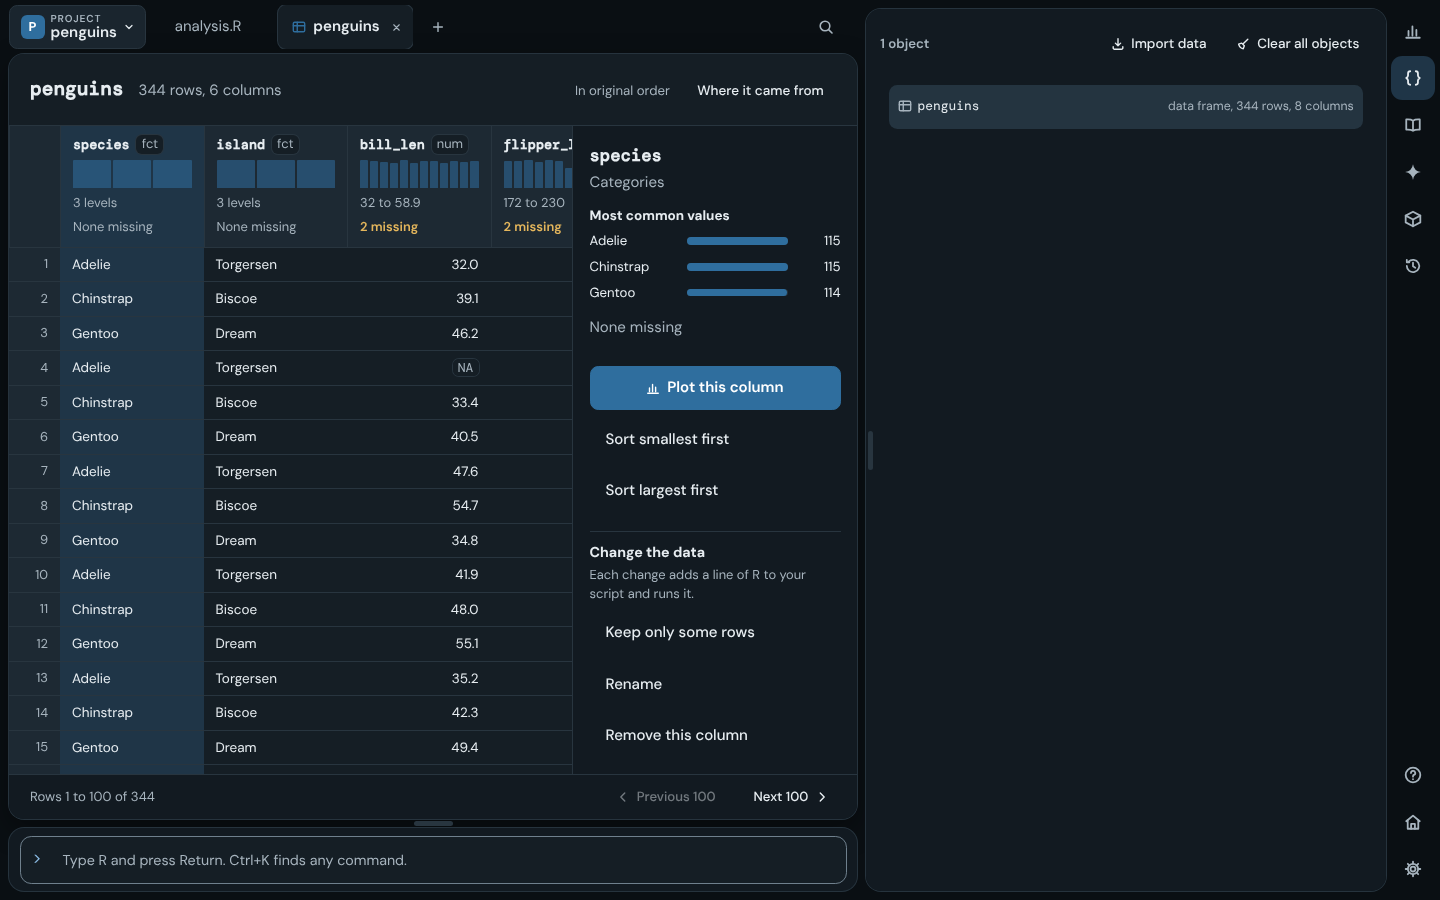 P
PROJECT
penguins
analysis.R
penguins
penguins
344 rows, 6 columns
In original order
Where it came from
species fct
3 levels
None missing
island fct
3 levels
None missing
bill_len num
32 to 58.9
2 missing
flipper_l
172 to 230
2 missing
1 Adelie Torgersen 32.0
2 Chinstrap Biscoe 39.1
3 Gentoo Dream 46.2
4 Adelie Torgersen NA
5 Chinstrap Biscoe 33.4
6 Gentoo Dream 40.5
7 Adelie Torgersen 47.6
8 Chinstrap Biscoe 54.7
9 Gentoo Dream 34.8
10 Adelie Torgersen 41.9
11 Chinstrap Biscoe 48.0
12 Gentoo Dream 55.1
13 Adelie Torgersen 35.2
14 Chinstrap Biscoe 42.3
15 Gentoo Dream 49.4
species
Categories
Most common values
Adelie 115
Chinstrap 115
Gentoo 114
None missing
Plot this column
Sort smallest first
Sort largest first
Change the data
Each change adds a line of R to your
script and runs it.
Keep only some rows
Rename
Remove this column
Rows 1 to 100 of 344
Previous 100
Next 100
Type R and press Return. Ctrl+K finds any command.
1 object
Import data
Clear all objects
penguins
data frame, 344 rows, 8 columns